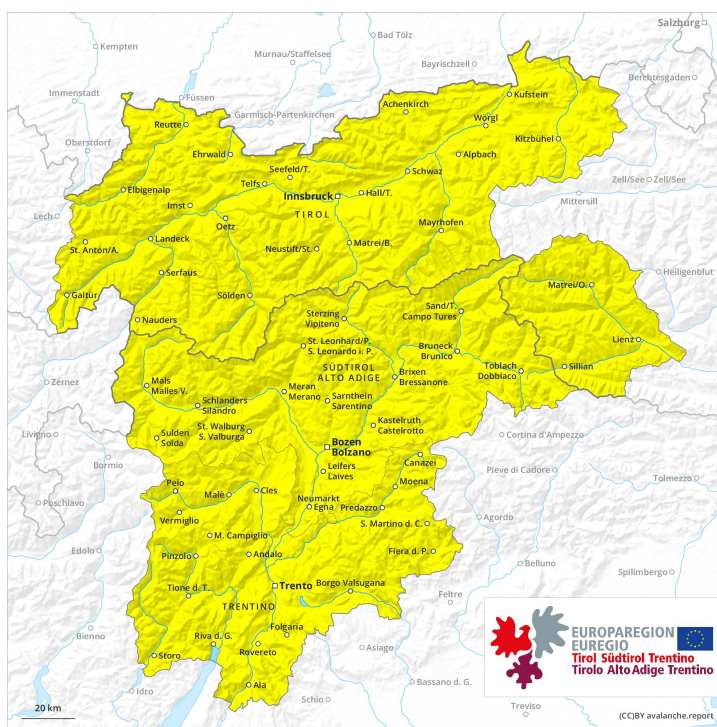 Salzburg
Bad Tölz
Kempten
Murnau/Staffelsee
Bayrischzell
Berchtesgaden
Immenstadt
Füssen
Garmisch-Partenkirchen
Achenkirch
Kufstein
Reutte
Wörgl
Oberstdorf
Ehrwald
Kitzbühel
Alpbach
Seefeld/T.
Schwaz
Telfs
Zell/See
Zell/See
Elbigenalp
Innsbruck
Hall/T.
Mittersill
Imst
TIROL
Lech
Oetz
Mayrhofen
Landeck
Neustift/St.
Matrei/B.
St. Anton/A.
Serfaus
Heiligenblut
Galtür
Sölden
Matrei/O.
Nauders
Sterzing
Vipiteno
Sand/T.
Campo Tures
Lienz
St. Leonhard/P.
S. Leonardo i. P.
Bruneck
Brunico
SÜDTIROL
ALTO ADIGE
Toblach
Dobbiaco
Sillian
Zernez
Mals
Malles V.
Meran
Merano
Brixen
Bressanone
Schlanders
Silandro
Sarnthein
Sarentino
St. Walburg
S. Valburga
Kastelruth
Castelrotto
Livigno
Sulden
Solda
Bozen
Bolzano
Cortina d'Ampezzo
Bormio
Leifers
Laives
Canazei
Pieve di Cadore
Tolmezzo
Peio
Moena
Poschiavo
Malè
Cles
Neumarkt
Egna
Predazzo
Vermiglio
Agordo
S. Martino d. C.
M. Campiglio
Edolo
Pinzolo
Andalo
Fiera d. P.
Belluno
Spilimbergo
Tione d. T.
Trento
Borgo Valsugana
Feltre
TRENTINO
Bienno
Folgaria
Riva d. G.
Rovereto
Asiago
Storo
Ala
Bassano d. G.
Idro
Schio
Treviso
EUROPAREGION
EUREGIO
Tirol Südtirol Trentino
Tirolo Alto Adige Trentino
20 km
(CC)BY avalanche.report